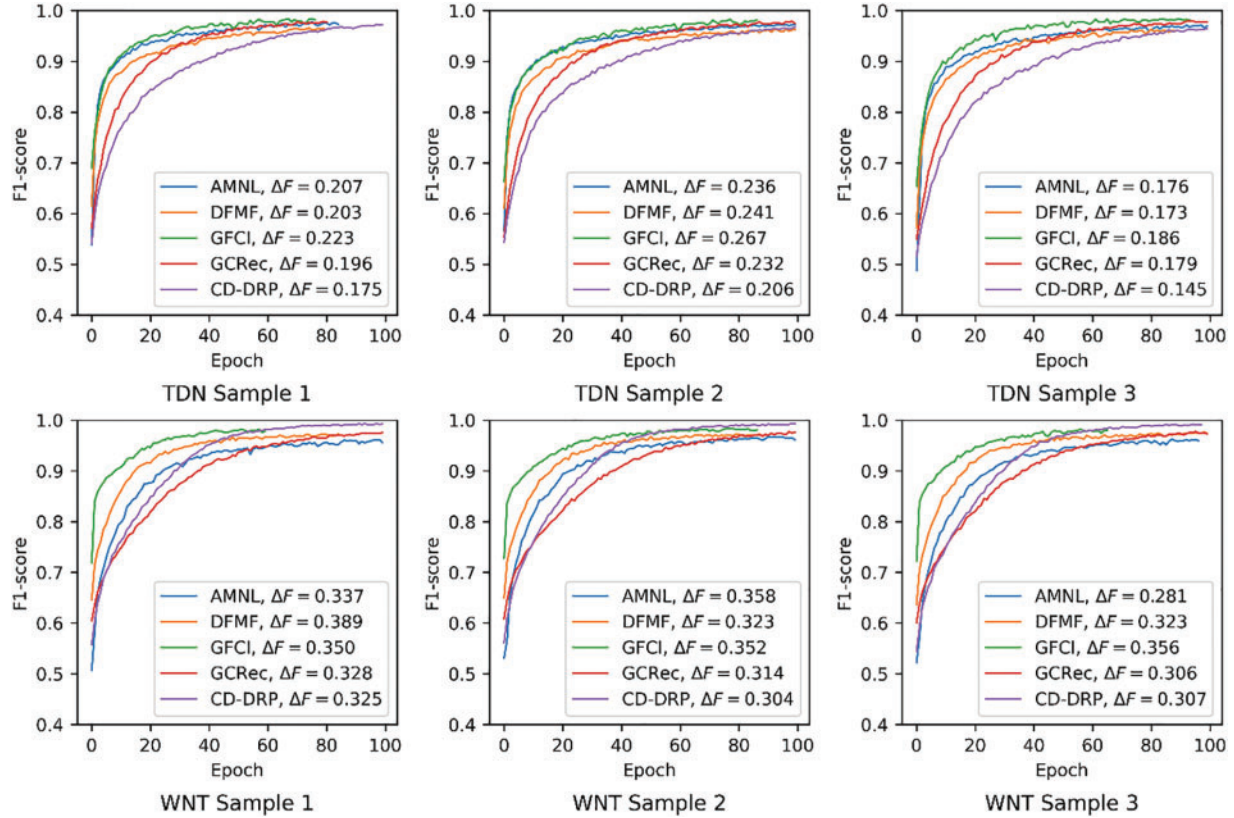 1.0
0.9
0.8
0.7
0.6
0.5
0.4
F1-score
AMNL, ΔF = 0.207
DFMF, ΔF = 0.203
GFCI, ΔF = 0.223
GCRec, ΔF = 0.196
CD-DRP, ΔF = 0.175
0 20 40 60 80 100
Epoch
TDN Sample 1
1.0
0.9
0.8
0.7
0.6
0.5
0.4
F1-score
AMNL, ΔF = 0.236
DFMF, ΔF = 0.241
GFCI, ΔF = 0.267
GCRec, ΔF = 0.232
CD-DRP, ΔF = 0.206
0 20 40 60 80 100
Epoch
TDN Sample 2
1.0
0.9
0.8
0.7
0.6
0.5
0.4
F1-score
AMNL, ΔF = 0.176
DFMF, ΔF = 0.173
GFCI, ΔF = 0.186
GCRec, ΔF = 0.179
CD-DRP, ΔF = 0.145
0 20 40 60 80 100
Epoch
TDN Sample 3
1.0
0.9
0.8
0.7
0.6
0.5
0.4
F1-score
AMNL, ΔF = 0.337
DFMF, ΔF = 0.389
GFCI, ΔF = 0.350
GCRec, ΔF = 0.328
CD-DRP, ΔF = 0.325
0 20 40 60 80 100
Epoch
WNT Sample 1
1.0
0.9
0.8
0.7
0.6
0.5
0.4
F1-score
AMNL, ΔF = 0.358
DFMF, ΔF = 0.323
GFCI, ΔF = 0.352
GCRec, ΔF = 0.314
CD-DRP, ΔF = 0.304
0 20 40 60 80 100
Epoch
WNT Sample 2
1.0
0.9
0.8
0.7
0.6
0.5
0.4
F1-score
AMNL, ΔF = 0.281
DFMF, ΔF = 0.323
GFCI, ΔF = 0.356
GCRec, ΔF = 0.306
CD-DRP, ΔF = 0.307
0 20 40 60 80 100
Epoch
WNT Sample 3